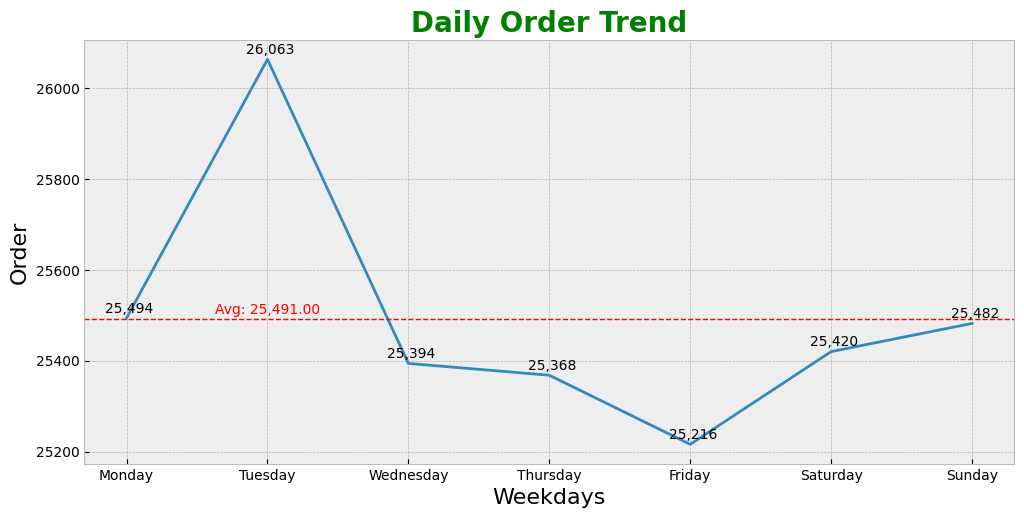 Daily Order Trend
26,063
26000
25800
Order
25600
25,494
Avg: 25,491.00
25,482
25400
25,394
25,368
25,420
25,216
25200
Monday Tuesday Wednesday Thursday Friday Saturday Sunday
Weekdays